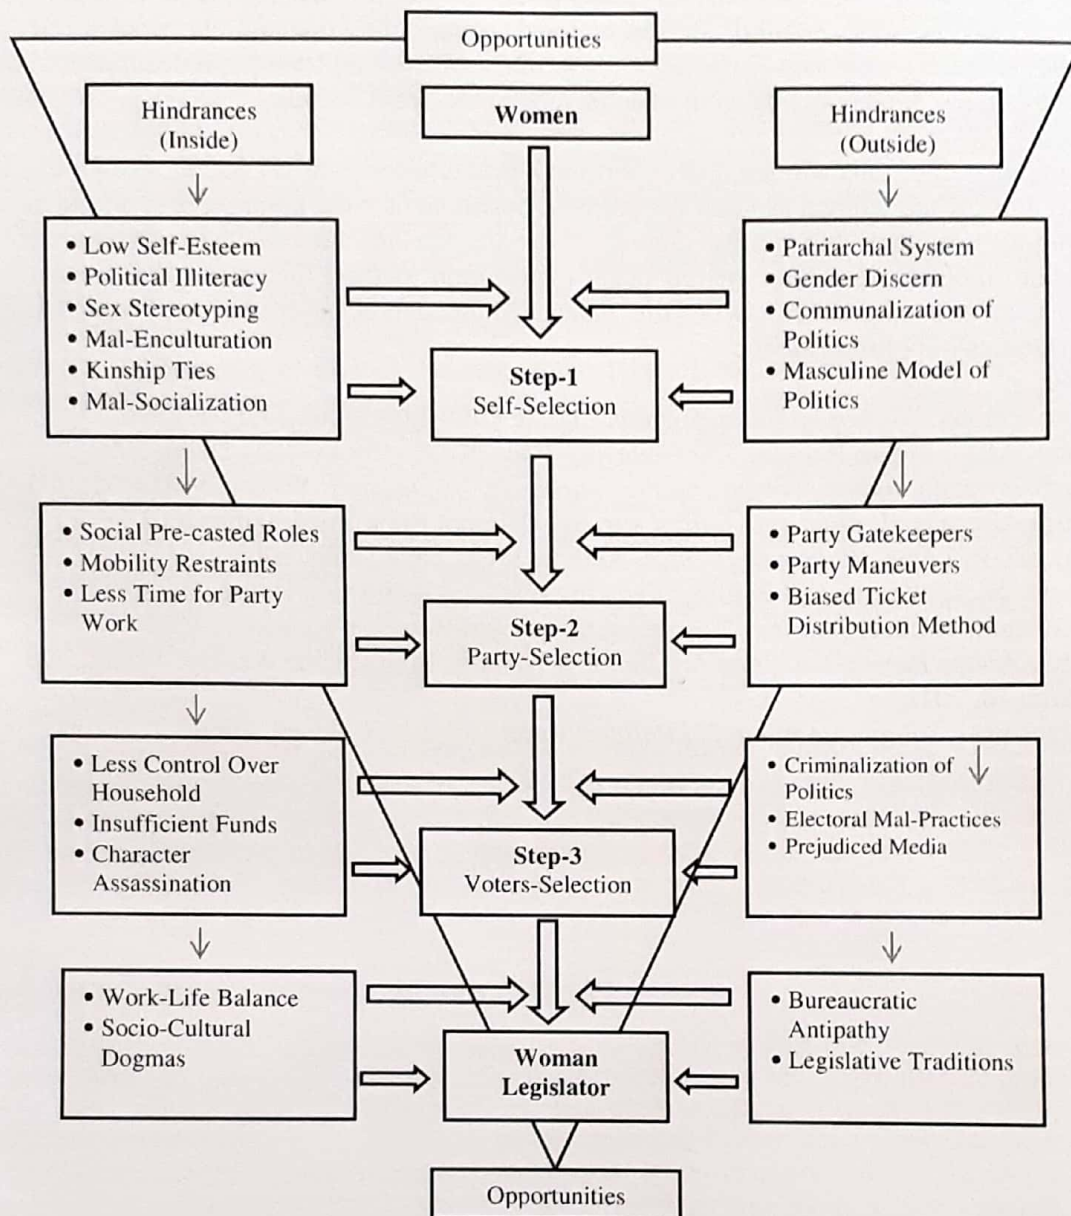 Opportunities
Hindrances
(Inside)
Women
Hindrances
(Outside)
• Low Self-Esteem
• Political Illiteracy
• Sex Stereotyping
• Mal-Enculturation
• Kinship Ties
• Mal-Socialization
• Patriarchal System
• Gender Discern
• Communalization of
Politics
• Masculine Model of
Politics
Step-1
Self-Selection
• Social Pre-casted Roles
• Mobility Restraints
• Less Time for Party
Work
• Party Gatekeepers
• Party Maneuvers
• Biased Ticket
Distribution Method
Step-2
Party-Selection
• Less Control Over
Household
• Insufficient Funds
• Character
Assassination
• Criminalization of
Politics
• Electoral Mal-Practices
• Prejudiced Media
Step-3
Voters-Selection
• Work-Life Balance
• Socio-Cultural
Dogmas
• Bureaucratic
Antipathy
• Legislative Traditions
Woman
Legislator
Opportunities